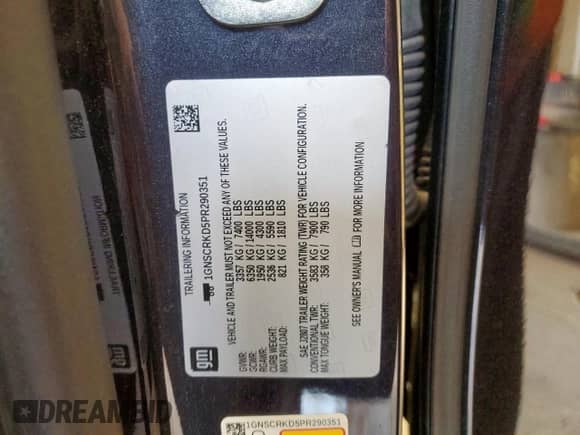 gm
TRAILERING INFORMATION
1GNSCRKD5PR290351
VEHICLE AND TRAILER MUST NOT EXCEED ANY OF THESE VALUES.
GVWR: 3357 KG / 7400 LBS
GCWR: 6350 KG / 14000 LBS
RGAWR: 1950 KG / 4300 LBS
CURB WEIGHT: 2536 KG / 5590 LBS
MAX PAYLOAD: 821 KG / 1810 LBS
SAE J2807 TRAILER WEIGHT RATING (TWR) FOR VEHICLE CONFIGURATION.
CONVENTIONAL TWR: 3583 KG / 7900 LBS
MAX TONGUE WEIGHT: 358 KG / 790 LBS
SEE OWNER'S MANUAL FOR MORE INFORMATION
1GNSCRKD5PR290351
DREAMBID